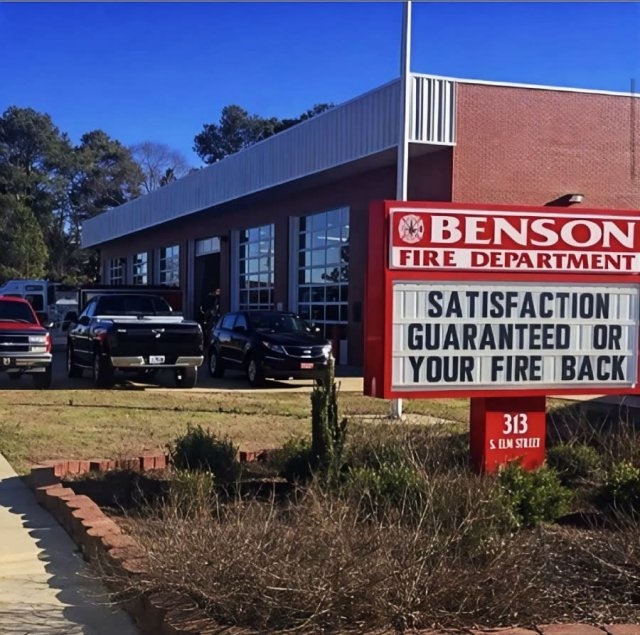 BENSON
FIRE DEPARTMENT
SATISFACTION
GUARANTEED OR
YOUR FIRE BACK
313
S. ELM STREET